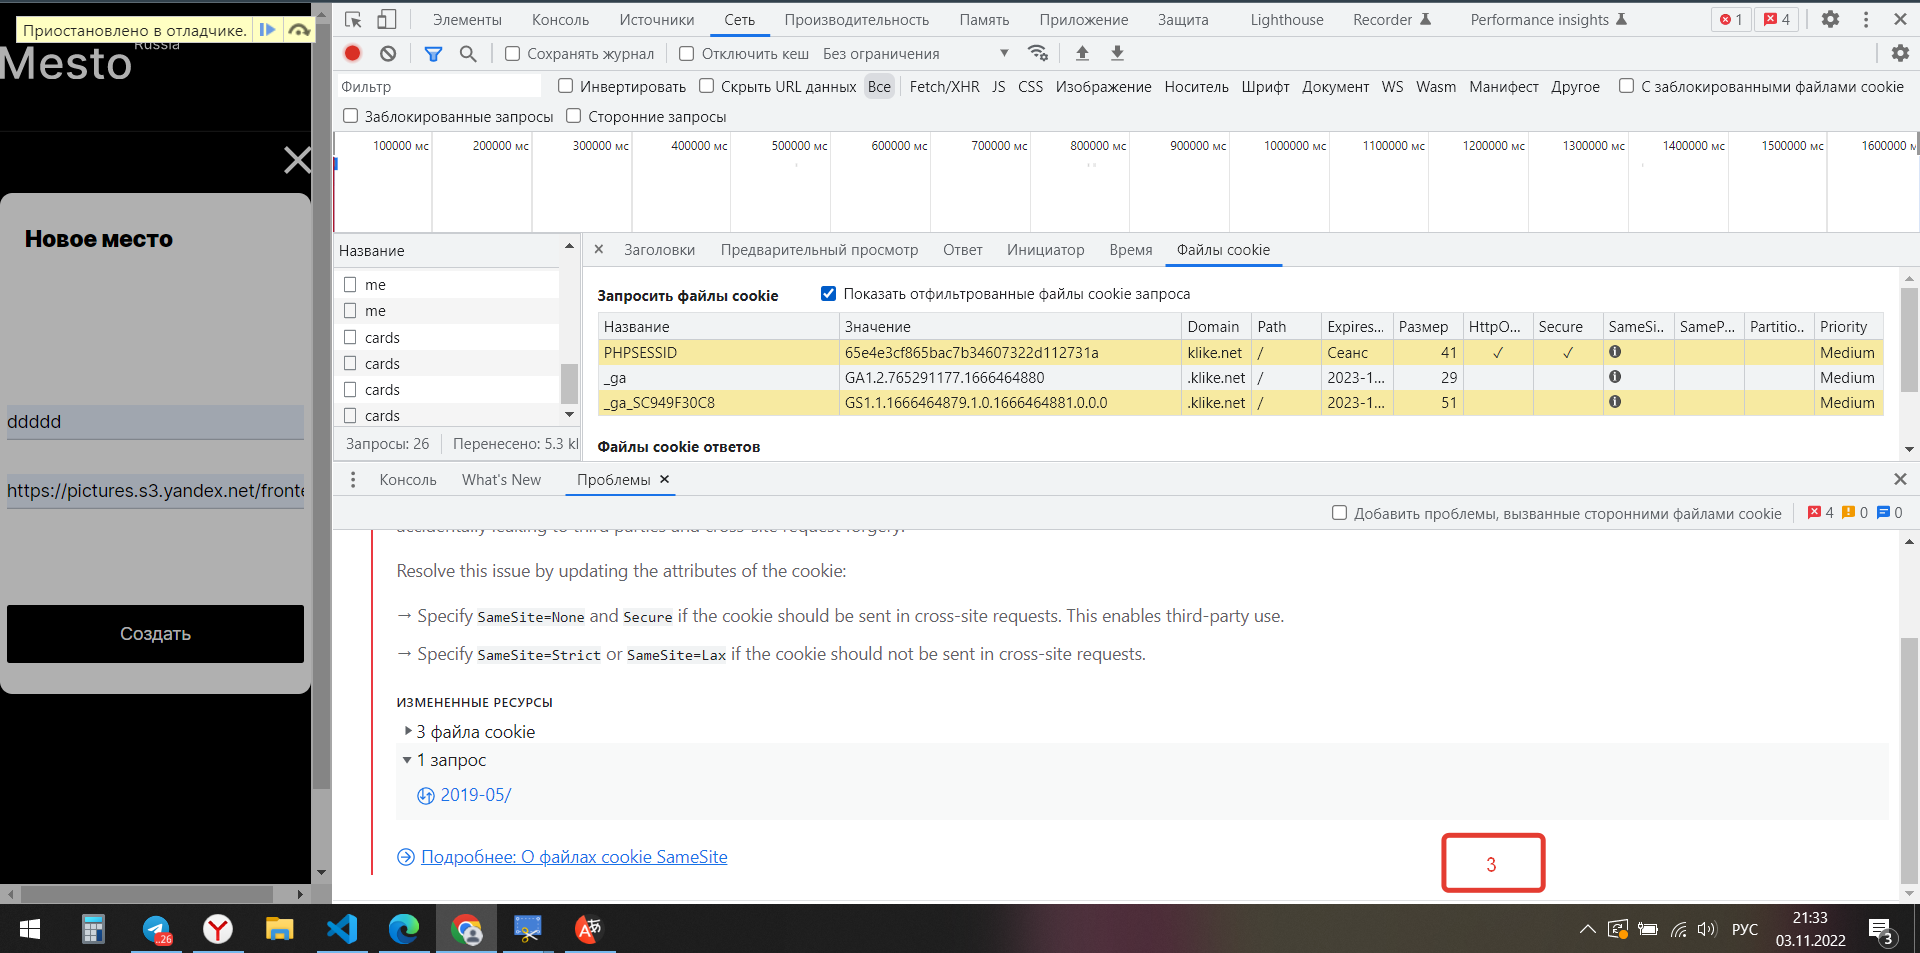 Приостановлено в отладчике.
Russia
Mesto
Новое место
ddddd
https://pictures.s3.yandex.net/fronte
Создать
Элементы Консоль Источники Сеть Производительность Память Приложение Защита Lighthouse Recorder Performance insights 1 4
Сохранять журнал Отключить кеш Без ограничения
Фильтр Инвертировать Скрыть URL данных Все Fetch/XHR JS CSS Изображение Носитель Шрифт Документ WS Wasm Манифест Другое С заблокированными файлами cookie
Заблокированные запросы Сторонние запросы
100000 мс 200000 мс 300000 мс 400000 мс 500000 мс 600000 мс 700000 мс 800000 мс 900000 мс 1000000 мс 1100000 мс 1200000 мс 1300000 мс 1400000 мс 1500000 мс 1600000 м
Название
me
me
cards
cards
cards
cards
Запросы: 26 Перенесено: 5.3 kl
Заголовки Предварительный просмотр Ответ Инициатор Время Файлы cookie
Запросить файлы cookie Показать отфильтрованные файлы cookie запроса
Название Значение Domain Path Expires... Размер HttpO... Secure SameSi.. SameP... Partitio.. Priority
PHPSESSID 65e4e3cf865bac7b34607322d112731a klike.net / Сеанс 41 ✓ ✓ Medium
_ga GA1.2.765291177.1666464880 .klike.net / 2023-1... 29 Medium
_ga_SC949F30C8 GS1.1.1666464879.1.0.1666464881.0.0.0 .klike.net / 2023-1... 51 Medium
Файлы cookie ответов
Консоль What's New Проблемы
Добавить проблемы, вызванные сторонними файлами cookie 4 0 0
accidentally leaking to third parties and cross-site request forgery.
Resolve this issue by updating the attributes of the cookie:
→ Specify SameSite=None and Secure if the cookie should be sent in cross-site requests. This enables third-party use.
→ Specify SameSite=Strict or SameSite=Lax if the cookie should not be sent in cross-site requests.
ИЗМЕНЕННЫЕ РЕСУРСЫ
3 файла cookie
1 запрос
2019-05/
Подробнее: О файлах cookie SameSite
3
..26
РУС
21:33
03.11.2022
3